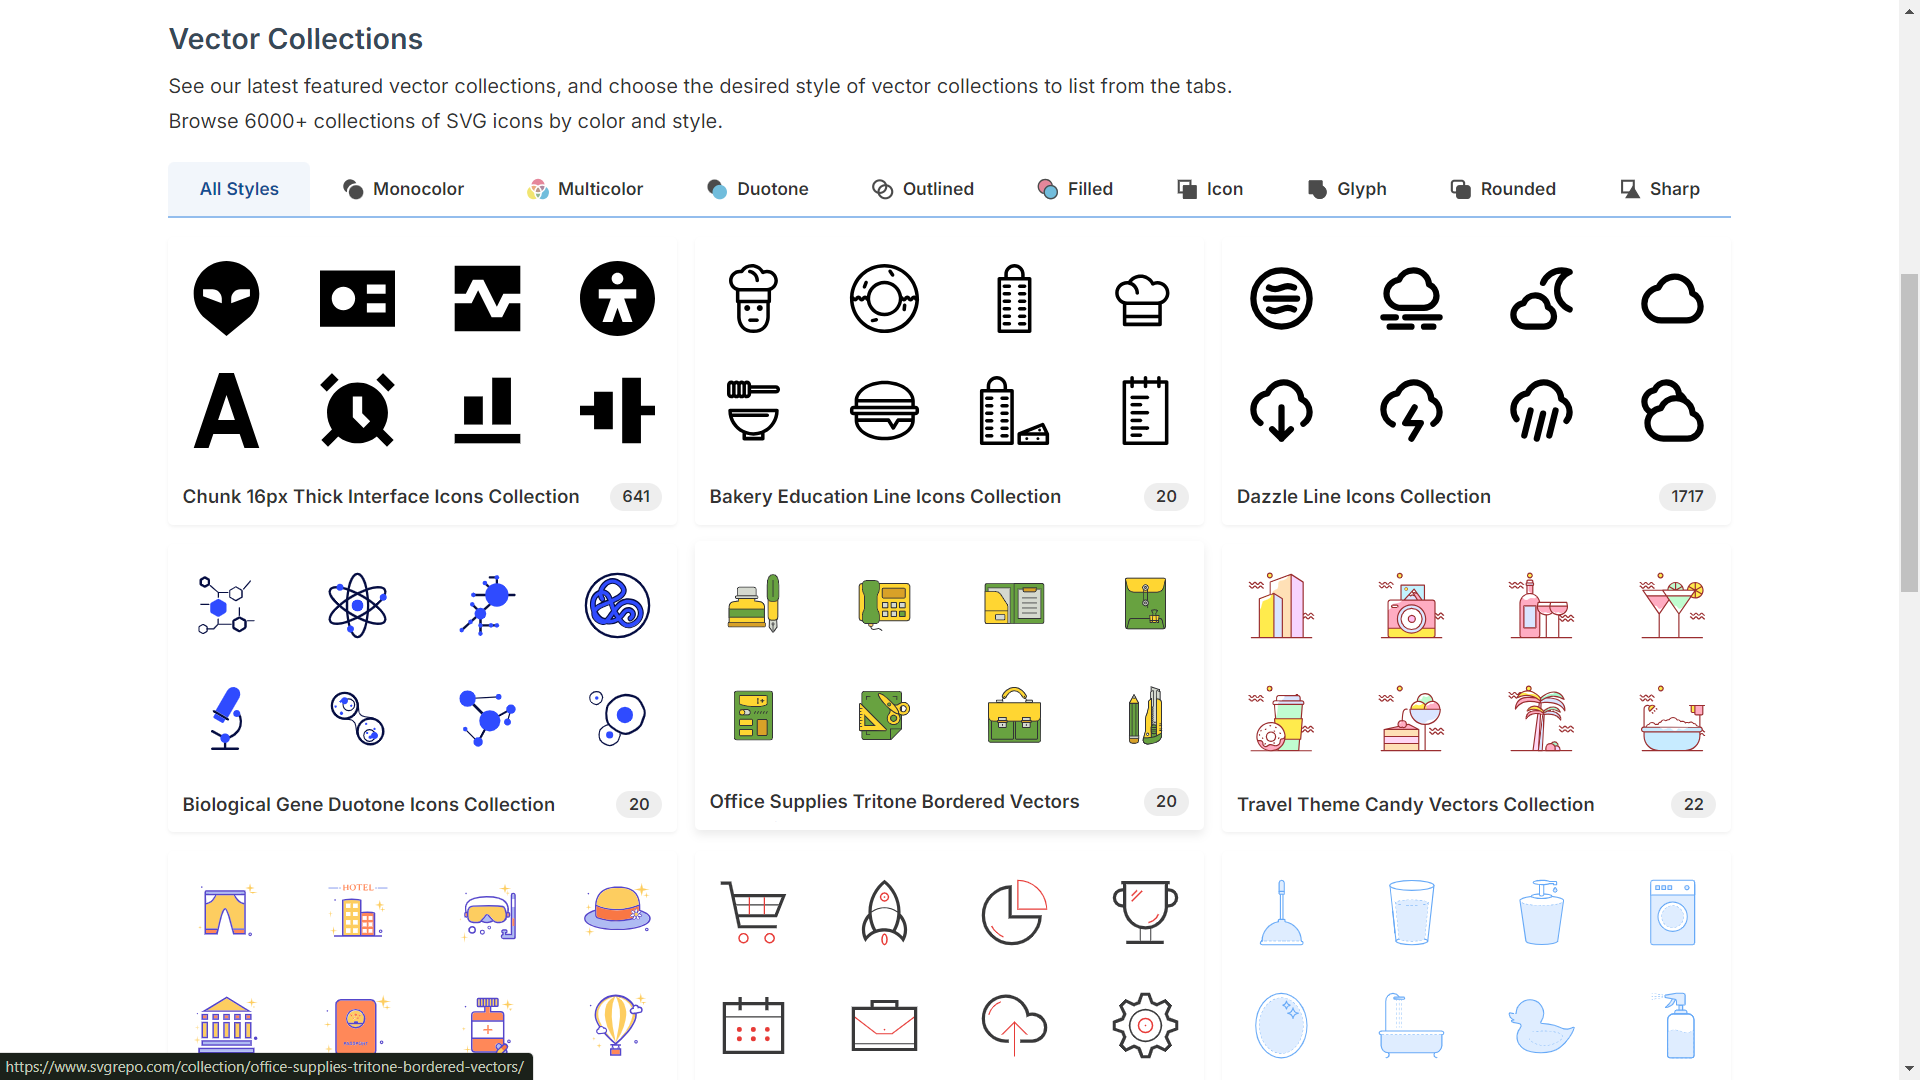 Vector Collections
See our latest featured vector collections, and choose the desired style of vector collections to list from the tabs.
Browse 6000+ collections of SVG icons by color and style.
All Styles
Monocolor
Multicolor
Duotone
Outlined
Filled
Icon
Glyph
Rounded
Sharp
Chunk 16px Thick Interface Icons Collection
641
Bakery Education Line Icons Collection
20
Dazzle Line Icons Collection
1717
Biological Gene Duotone Icons Collection
20
Office Supplies Tritone Bordered Vectors
20
Travel Theme Candy Vectors Collection
22
HOTEL
https://www.svgrepo.com/collection/office-supplies-tritone-bordered-vectors/